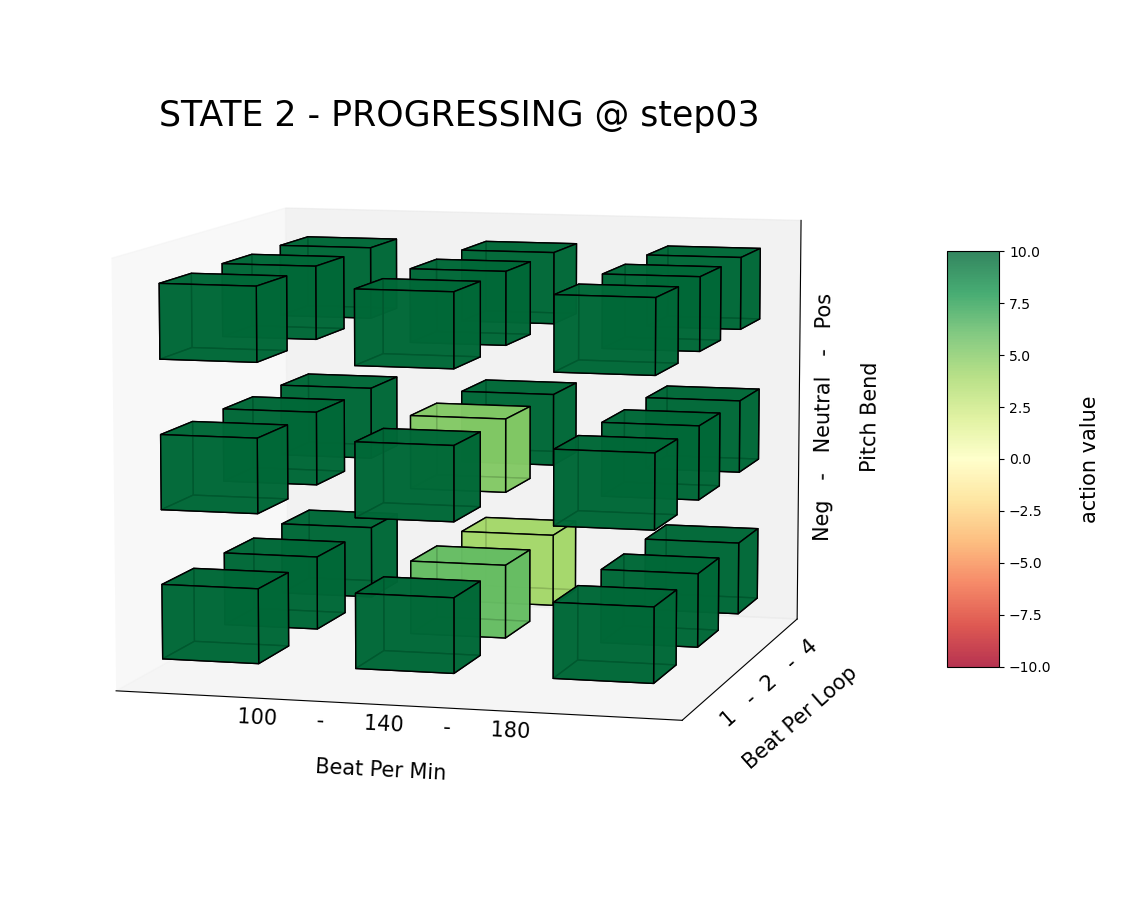 STATE 2 - PROGRESSING @ step03
Neg - Neutral - Pos
Pitch Bend
1 - 2 - 4
Beat Per Loop
100 - 140 - 180
Beat Per Min
10.0
7.5
5.0
2.5
0.0
−2.5
−5.0
−7.5
−10.0
action value